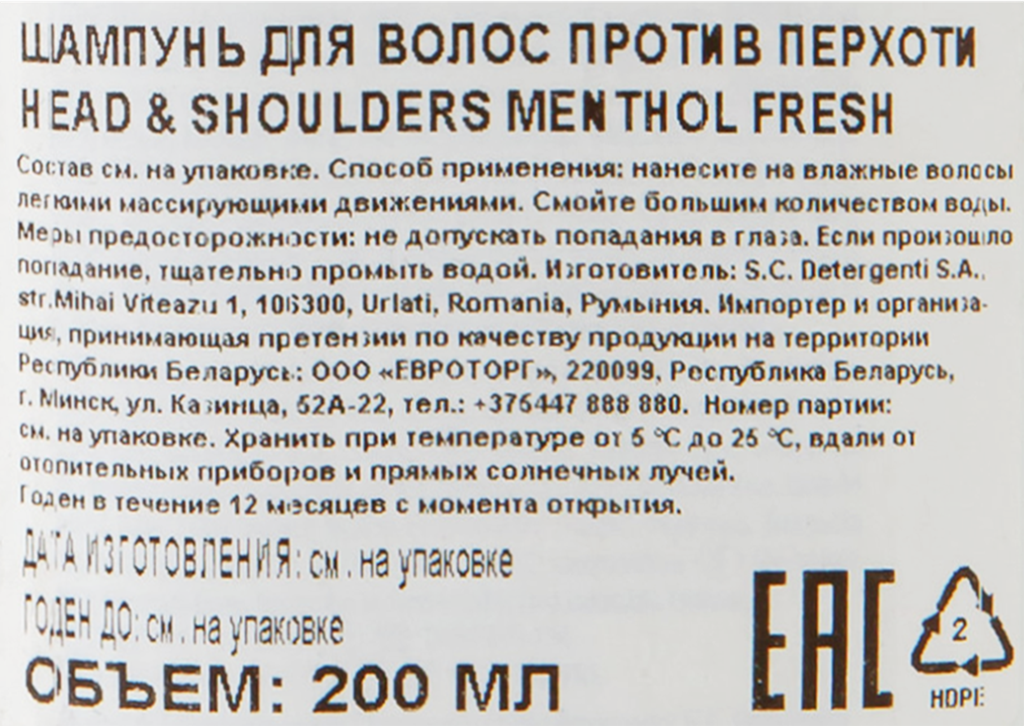 ШАМПУНЬ ДЛЯ ВОЛОС ПРОТИВ ПЕРХОТИ
HEAD & SHOULDERS MENTHOL FRESH
Состав см. на упаковке. Способ применения: нанесите на влажные волосы
легкими массирующими движениями. Смойте большим количеством воды.
Меры предосторожности: не допускать попадания в глаза. Если произошло
попадание, тщательно промыть водой. Изготовитель: S.C. Detergenti S.A.,
str.Mihai Viteazu 1, 106300, Urlati, Romania, Румыния. Импортер и организа-
ция, принимающая претензии по качеству продукции на территории
Республики Беларусь: ООО «ЕВРОТОРГ», 220099, Республика Беларусь,
г. Минск, ул. Казинца, 52А-22, тел.: +375447 888 880. Номер партии:
см. на упаковке. Хранить при температуре от 5 °С до 25 °С, вдали от
отопительных приборов и прямых солнечных лучей.
Годен в течение 12 месяцев с момента открытия.
ДАТА ИЗГОТОВЛЕНИЯ: см. на упаковке
ГОДЕН ДО: см. на упаковке
ОБЪЕМ: 200 МЛ
EAC
2
HDPE